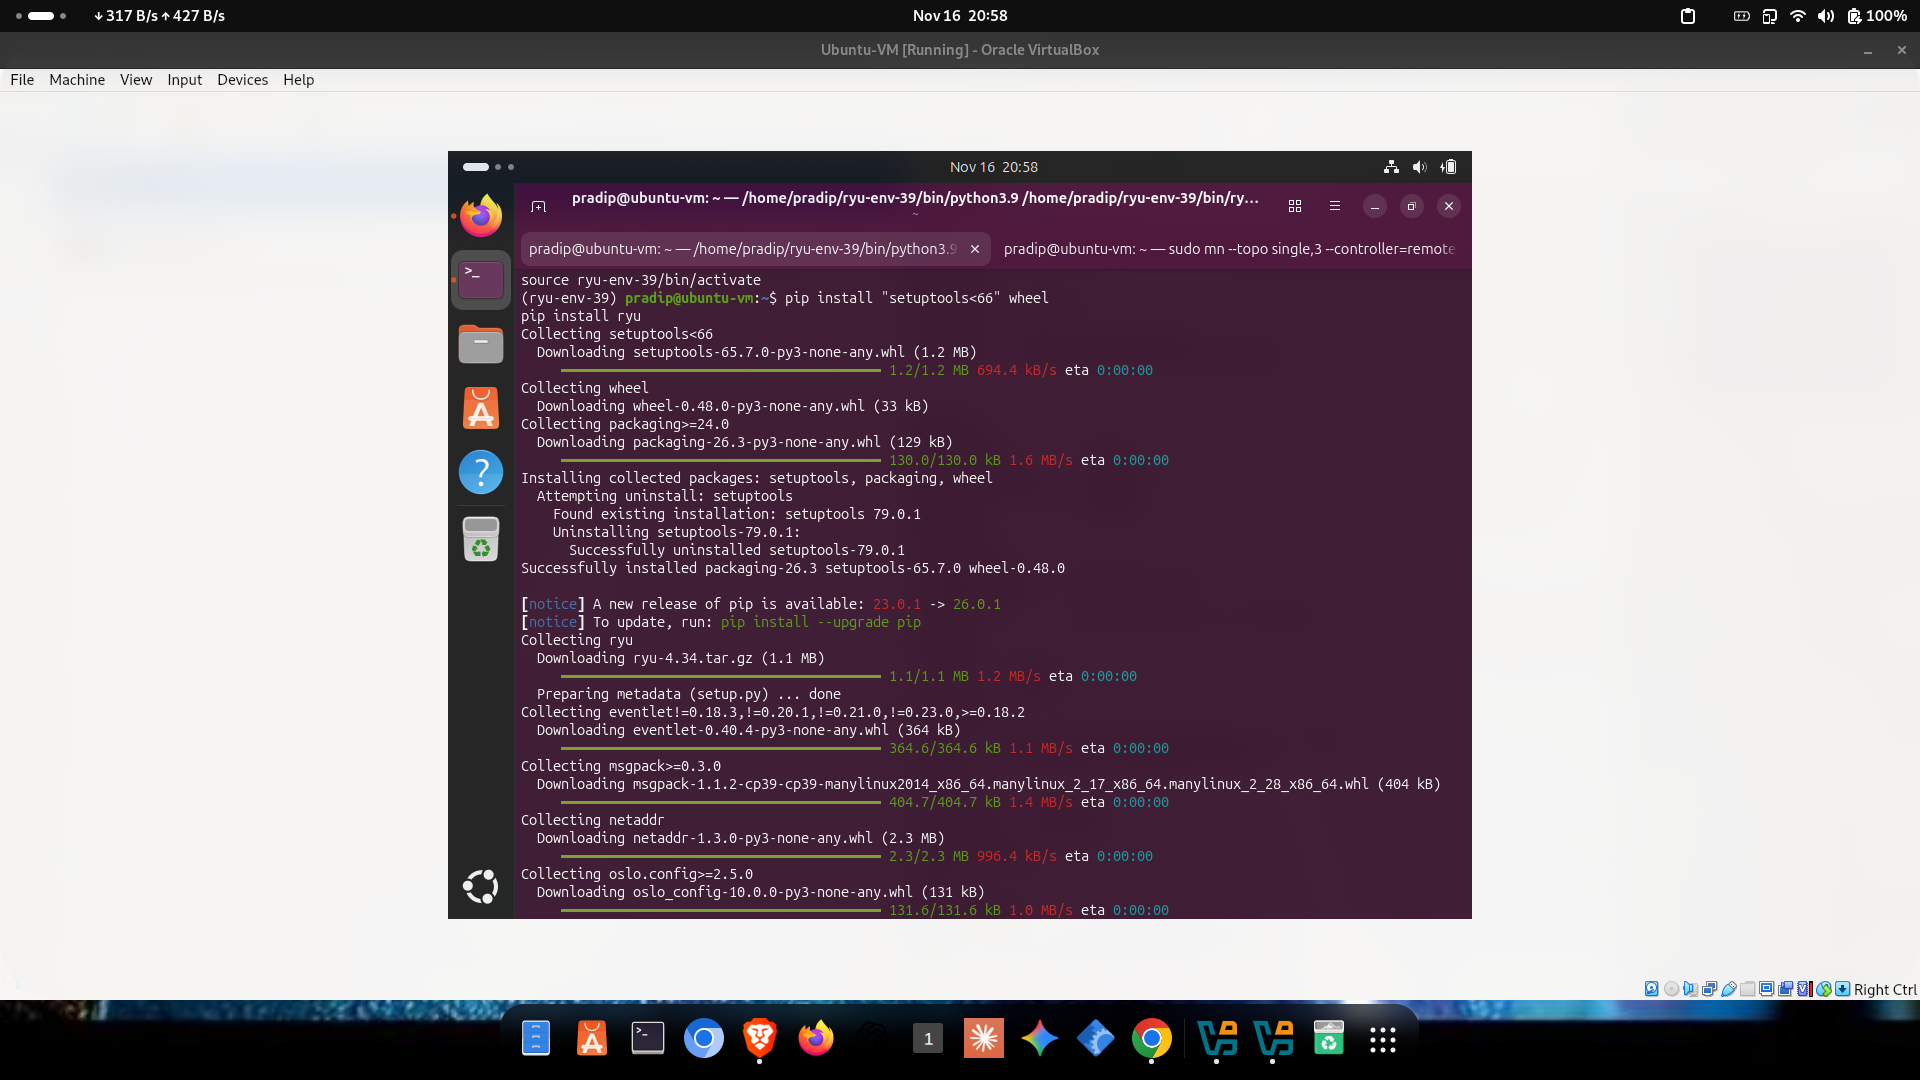 ↓ 317 B/s ↑ 427 B/s
Nov 16 20:58
100%
Ubuntu-VM [Running] - Oracle VirtualBox
File Machine View Input Devices Help
Nov 16 20:58
pradip@ubuntu-vm: ~ — /home/pradip/ryu-env-39/bin/python3.9 /home/pradip/ryu-env-39/bin/ry…
~
pradip@ubuntu-vm: ~ — /home/pradip/ryu-env-39/bin/python3.9
pradip@ubuntu-vm: ~ — sudo mn --topo single,3 --controller=remote
source ryu-env-39/bin/activate
(ryu-env-39) pradip@ubuntu-vm:~$ pip install "setuptools<66" wheel
pip install ryu
Collecting setuptools<66
Downloading setuptools-65.7.0-py3-none-any.whl (1.2 MB)
1.2/1.2 MB 694.4 kB/s eta 0:00:00
Collecting wheel
Downloading wheel-0.48.0-py3-none-any.whl (33 kB)
Collecting packaging>=24.0
Downloading packaging-26.3-py3-none-any.whl (129 kB)
130.0/130.0 kB 1.6 MB/s eta 0:00:00
Installing collected packages: setuptools, packaging, wheel
Attempting uninstall: setuptools
Found existing installation: setuptools 79.0.1
Uninstalling setuptools-79.0.1:
Successfully uninstalled setuptools-79.0.1
Successfully installed packaging-26.3 setuptools-65.7.0 wheel-0.48.0
[notice] A new release of pip is available: 23.0.1 -> 26.0.1
[notice] To update, run: pip install --upgrade pip
Collecting ryu
Downloading ryu-4.34.tar.gz (1.1 MB)
1.1/1.1 MB 1.2 MB/s eta 0:00:00
Preparing metadata (setup.py) ... done
Collecting eventlet!=0.18.3,!=0.20.1,!=0.21.0,!=0.23.0,>=0.18.2
Downloading eventlet-0.40.4-py3-none-any.whl (364 kB)
364.6/364.6 kB 1.1 MB/s eta 0:00:00
Collecting msgpack>=0.3.0
Downloading msgpack-1.1.2-cp39-cp39-manylinux2014_x86_64.manylinux_2_17_x86_64.manylinux_2_28_x86_64.whl (404 kB)
404.7/404.7 kB 1.4 MB/s eta 0:00:00
Collecting netaddr
Downloading netaddr-1.3.0-py3-none-any.whl (2.3 MB)
2.3/2.3 MB 996.4 kB/s eta 0:00:00
Collecting oslo.config>=2.5.0
Downloading oslo_config-10.0.0-py3-none-any.whl (131 kB)
131.6/131.6 kB 1.0 MB/s eta 0:00:00
Right Ctrl
1